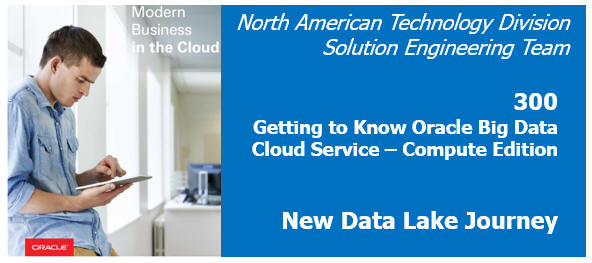 Modern
Business
in the Cloud
ORACLE
North American Technology Division
Solution Engineering Team
300
Getting to Know Oracle Big Data
Cloud Service – Compute Edition
New Data Lake Journey